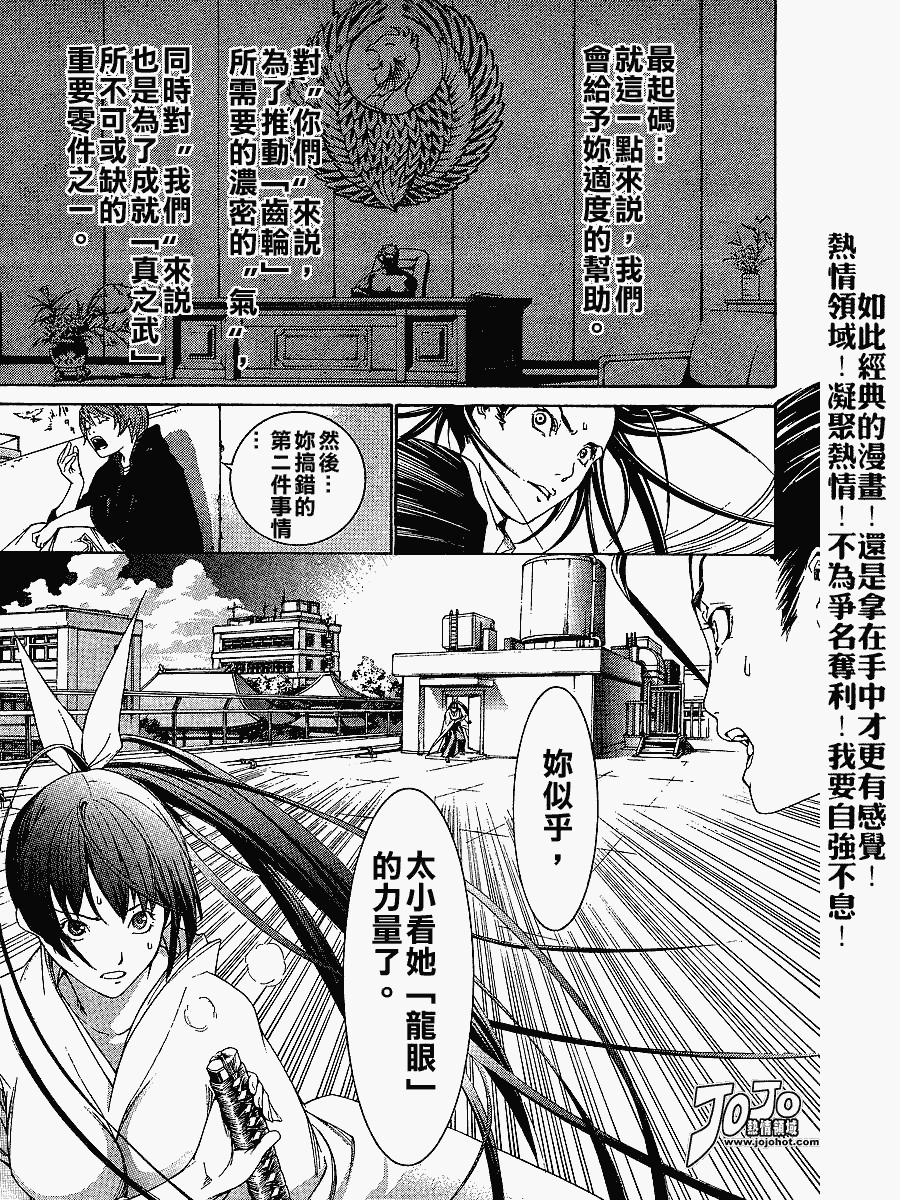 最起碼…
就這一點來說，我們
會給予妳適度的幫助。
對〝你們〞來說，
為了推動「齒輪」
所需要的濃密的〝氣〞，
同時對〝我們〞來說
也是為了成就「真之武」
所不可或缺的
重要零件之一。
然後…
妳搞錯的
第二件事情
…
妳似乎，
太小看她「龍眼」
的力量了。
如此經典的漫畫！還是拿在手中才更有感覺！
熱情領域！凝聚熱情！不為爭名奪利！我要自強不息！
JOJO
熱情領域
www.jojohot.com